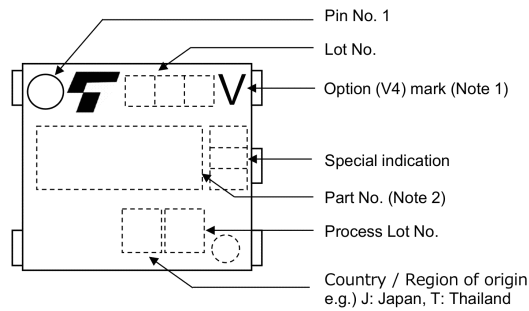 Pin No. 1
Lot No.
V
Option (V4) mark (Note 1)
Special indication
Part No. (Note 2)
Process Lot No.
Country / Region of origin
e.g.) J: Japan, T: Thailand